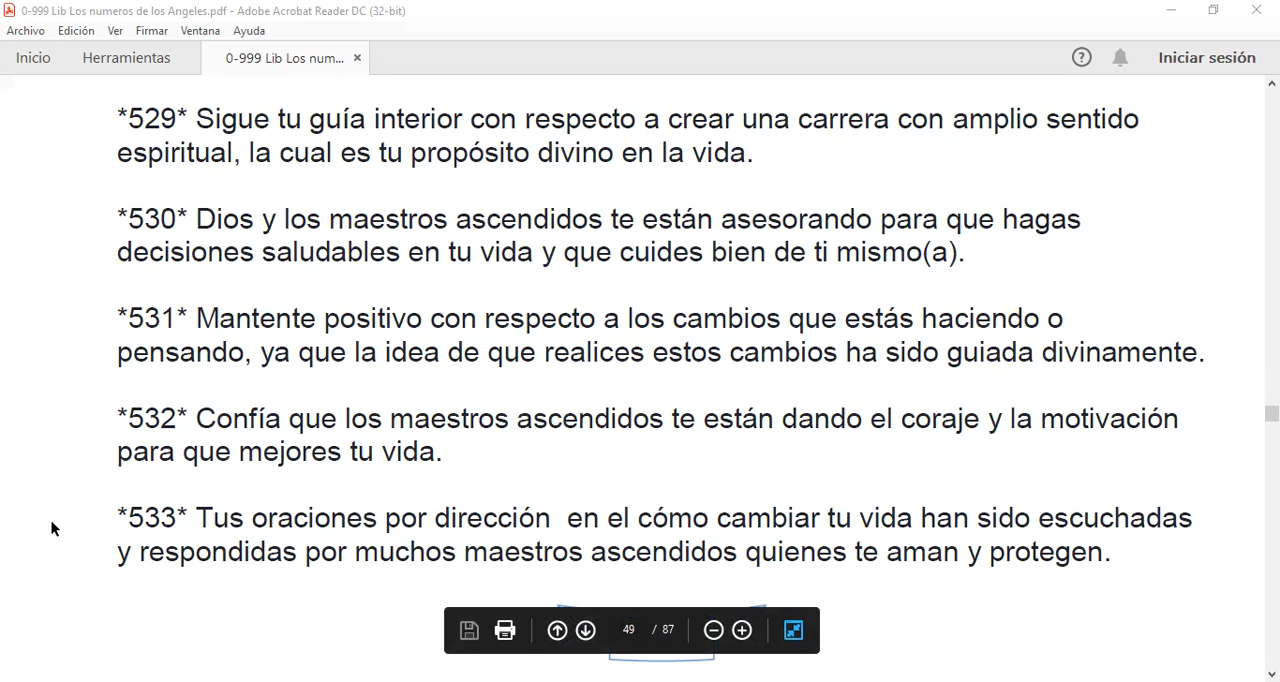 0-999 Lib Los numeros de los Angeles.pdf - Adobe Acrobat Reader DC (32-bit)
Archivo Edición Ver Firmar Ventana Ayuda
Inicio Herramientas 0-999 Lib Los num... × ? Iniciar sesión
*529* Sigue tu guía interior con respecto a crear una carrera con amplio sentido
espiritual, la cual es tu propósito divino en la vida.
*530* Dios y los maestros ascendidos te están asesorando para que hagas
decisiones saludables en tu vida y que cuides bien de ti mismo(a).
*531* Mantente positivo con respecto a los cambios que estás haciendo o
pensando, ya que la idea de que realices estos cambios ha sido guiada divinamente.
*532* Confía que los maestros ascendidos te están dando el coraje y la motivación
para que mejores tu vida.
*533* Tus oraciones por dirección  en el cómo cambiar tu vida han sido escuchadas
y respondidas por muchos maestros ascendidos quienes te aman y protegen.
49 / 87